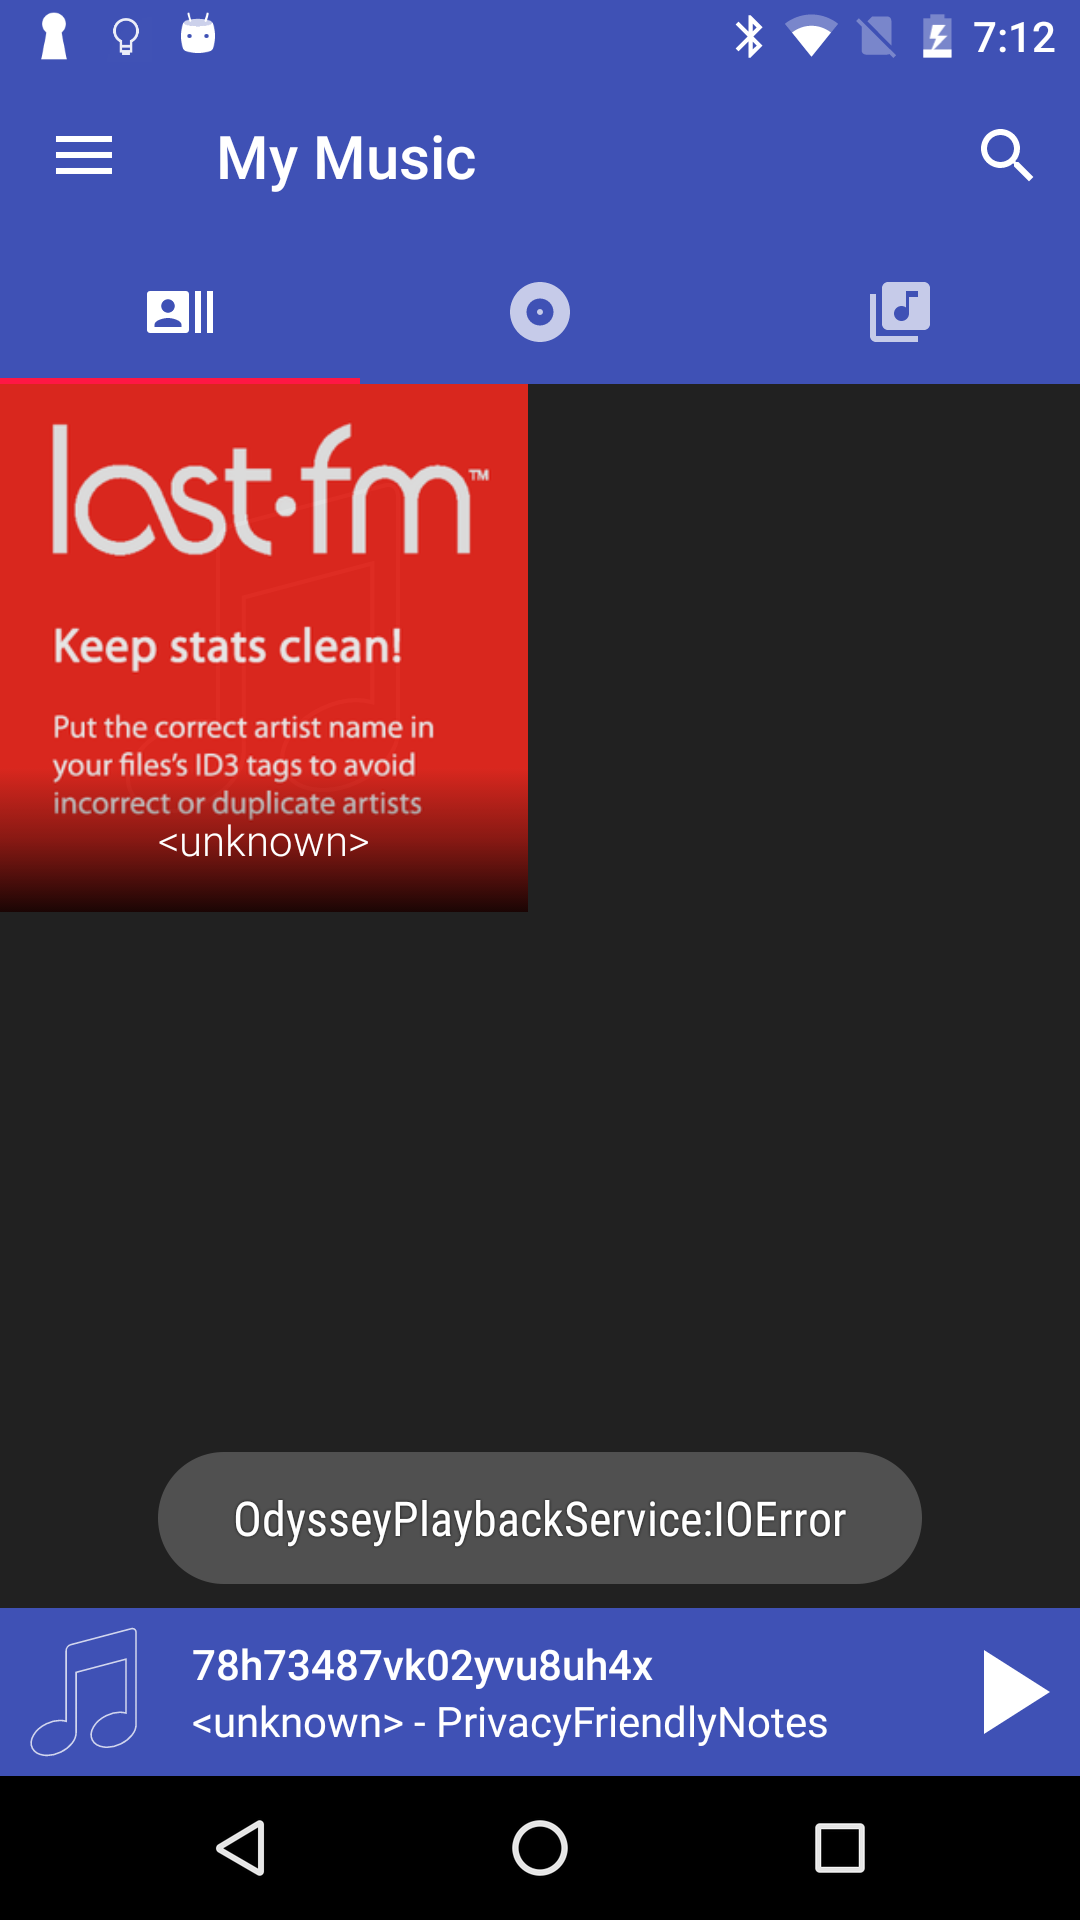 7:12
My Music
last.fm™
Keep stats clean!
Put the correct artist name in
your files's ID3 tags to avoid
incorrect or duplicate artists
<unknown>
OdysseyPlaybackService:IOError
78h73487vk02yvu8uh4x
<unknown> - PrivacyFriendlyNotes